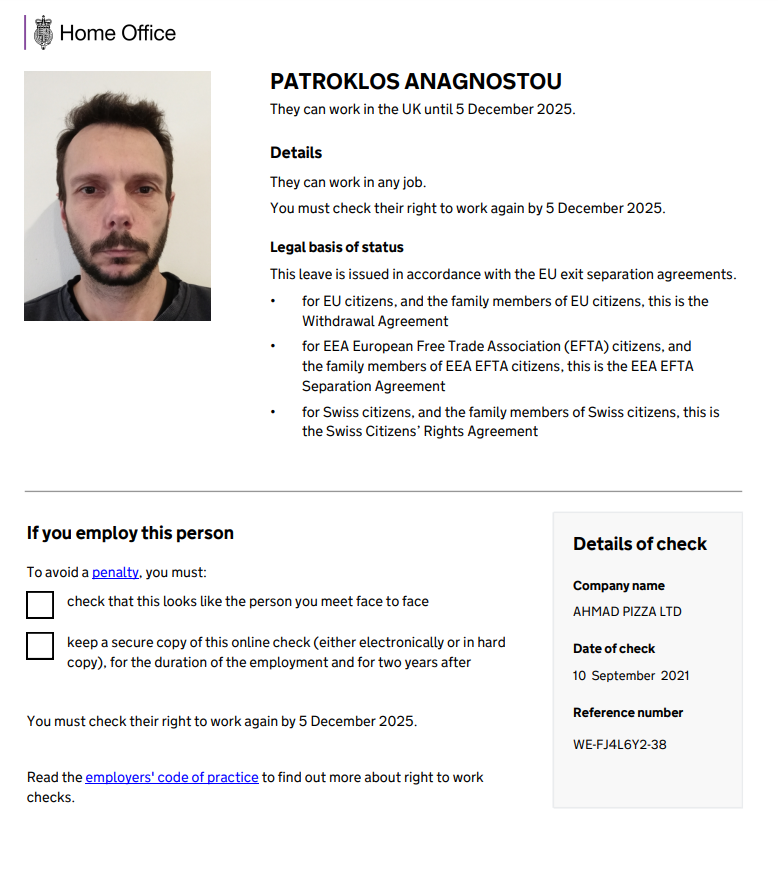 Home Office
PATROKLOS ANAGNOSTOU
They can work in the UK until 5 December 2025.
Details
They can work in any job.
You must check their right to work again by 5 December 2025.
Legal basis of status
This leave is issued in accordance with the EU exit separation agreements.
• for EU citizens, and the family members of EU citizens, this is the
Withdrawal Agreement
• for EEA European Free Trade Association (EFTA) citizens, and
the family members of EEA EFTA citizens, this is the EEA EFTA
Separation Agreement
• for Swiss citizens, and the family members of Swiss citizens, this is
the Swiss Citizens’ Rights Agreement
If you employ this person
To avoid a penalty, you must:
check that this looks like the person you meet face to face
keep a secure copy of this online check (either electronically or in hard
copy), for the duration of the employment and for two years after
You must check their right to work again by 5 December 2025.
Read the employers' code of practice to find out more about right to work
checks.
Details of check
Company name
AHMAD PIZZA LTD
Date of check
10 September 2021
Reference number
WE-FJ4L6Y2-38